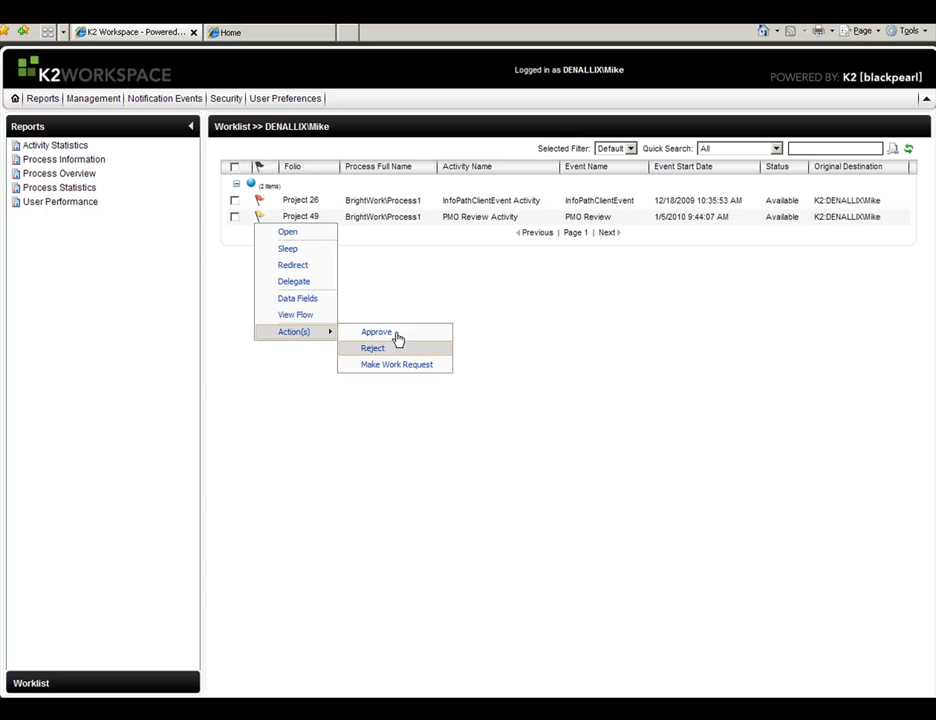 K2 Workspace - Powered...
Home
Page
Tools
K2WORKSPACE
Logged in as DENALLIX\Mike
POWERED BY: K2 [blackpearl]
Reports
Management
Notification Events
Security
User Preferences
Reports
Activity Statistics
Process Information
Process Overview
Process Statistics
User Performance
Worklist
Worklist >> DENALLIX\Mike
Selected Filter: Default Quick Search: All
Folio Process Full Name Activity Name Event Name Event Start Date Status Original Destination
(2 items)
Project 26 BrightWork\Process1 InfoPathClientEvent Activity InfoPathClientEvent 12/18/2009 10:35:53 AM Available K2:DENALLIX\Mike
Project 49 BrightWork\Process1 PMO Review Activity PMO Review 1/5/2010 9:44:07 AM Available K2:DENALLIX\Mike
Previous | Page 1 | Next
Open
Sleep
Redirect
Delegate
Data Fields
View Flow
Action(s)
Approve
Reject
Make Work Request